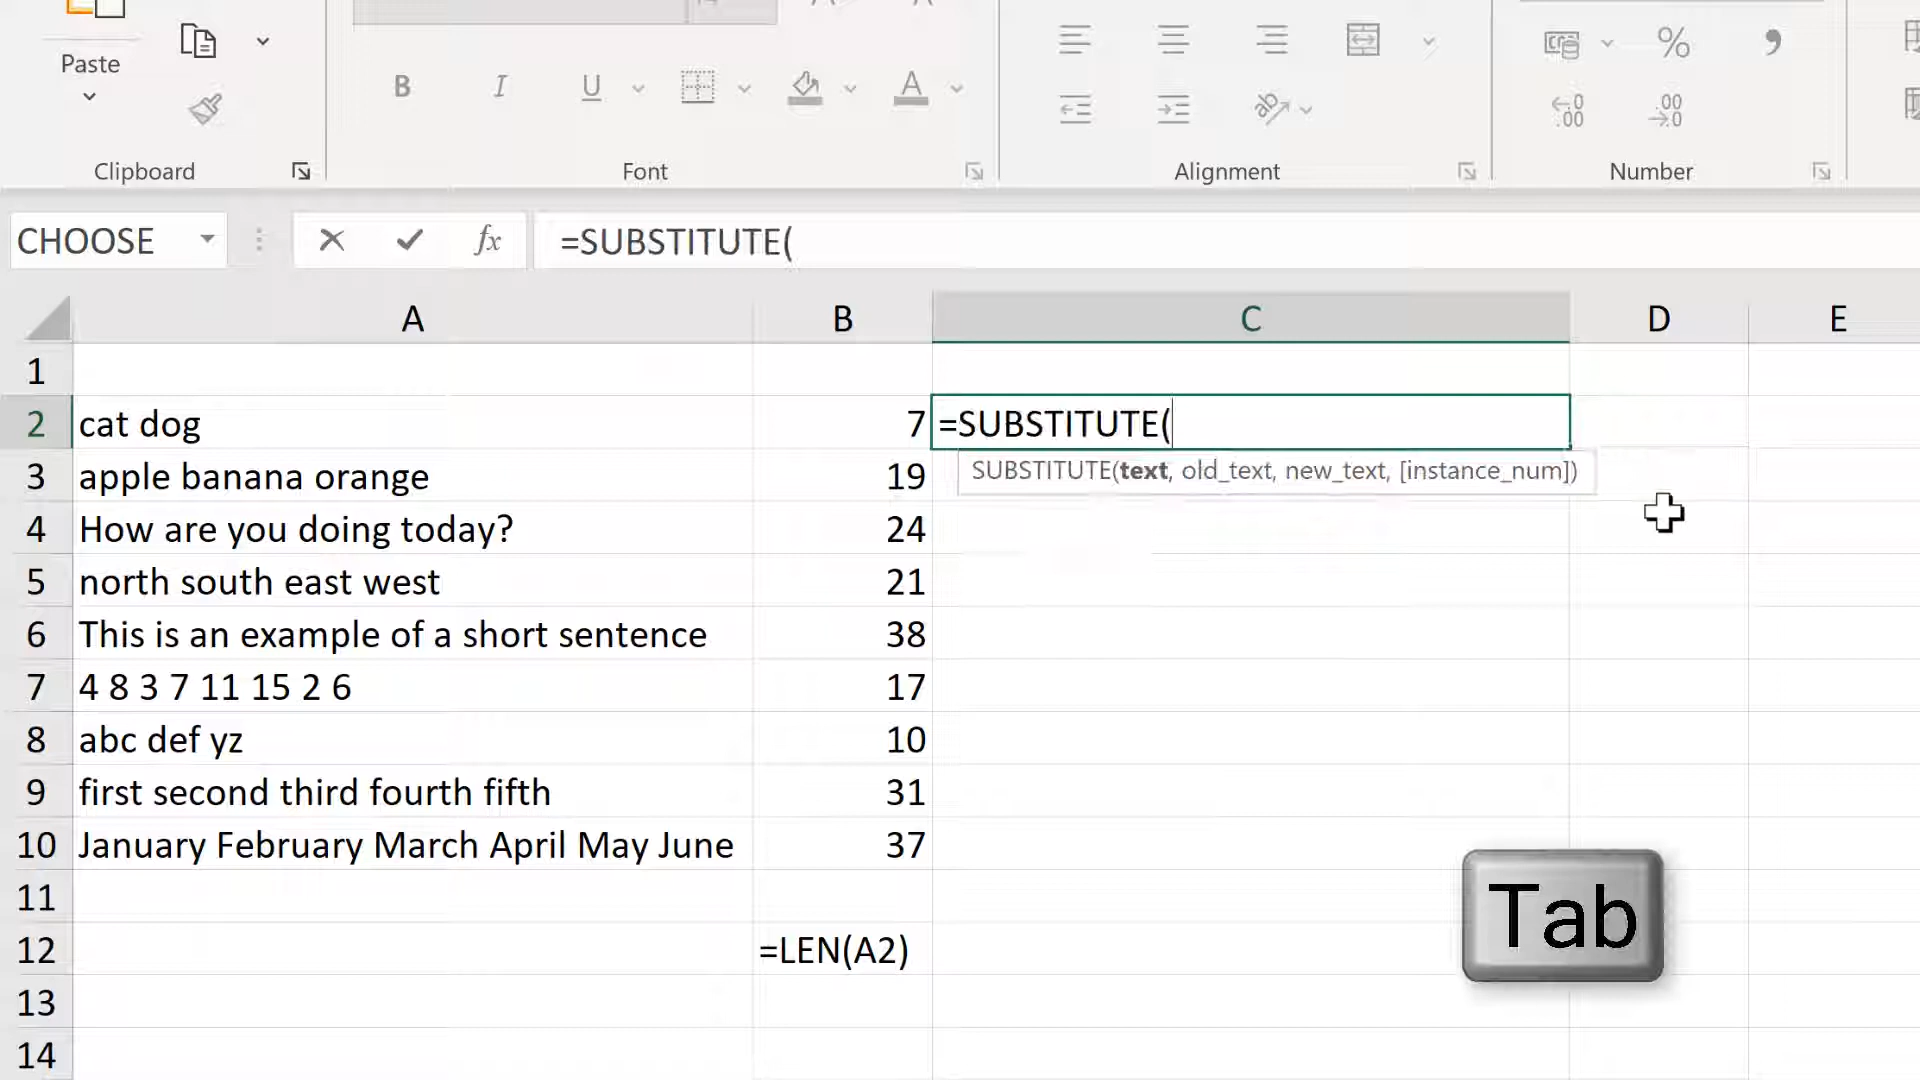 Paste
B I U A
ab
%
.00
.00
Clipboard Font Alignment Number
CHOOSE fx =SUBSTITUTE(
A B C D E
1
2 cat dog 7 =SUBSTITUTE(
SUBSTITUTE(text, old_text, new_text, [instance_num])
3 apple banana orange 19
4 How are you doing today? 24
5 north south east west 21
6 This is an example of a short sentence 38
7 4 8 3 7 11 15 2 6 17
8 abc def yz 10
9 first second third fourth fifth 31
10 January February March April May June 37
11
12 =LEN(A2)
13
14
Tab